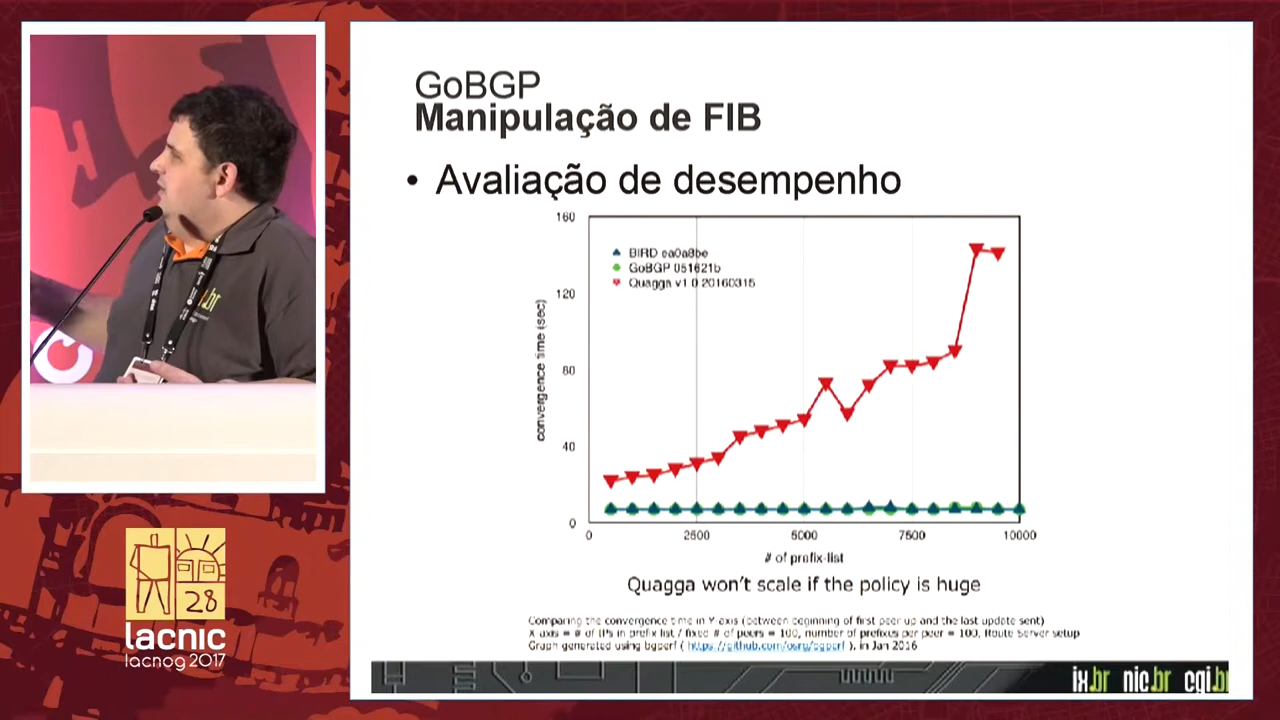 GoBGP
Manipulação de FIB
• Avaliação de desempenho
160
120
80
40
0
convergence time (sec)
BIRD ea0a8be
GoBGP 051621b
Quagga v1.0.20160315
0 2500 5000 7500 10000
# of prefix-list
Quagga won't scale if the policy is huge
Comparing the convergence time in Y-axis (between beginning of first peer up and the last update sent)
X-axis = # of IPs in prefix list / fixed # of peers = 100, number of prefixes per peer = 100, Route Server setup
Graph generated using bgperf ( https://github.com/osrg/bgperf ), in Jan 2016
ix.br nic.br cgi.br
ix.br
28
lacnic
lacnog 2017